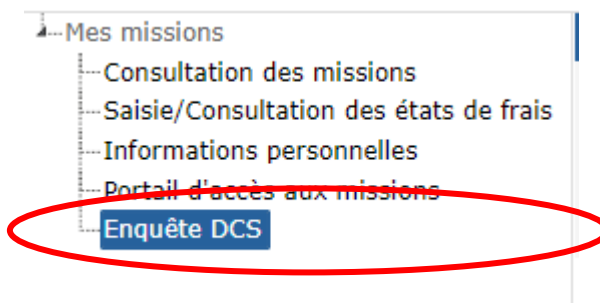 Mes missions
Consultation des missions
Saisie/Consultation des états de frais
Informations personnelles
Portail d'accès aux missions
Enquête DCS